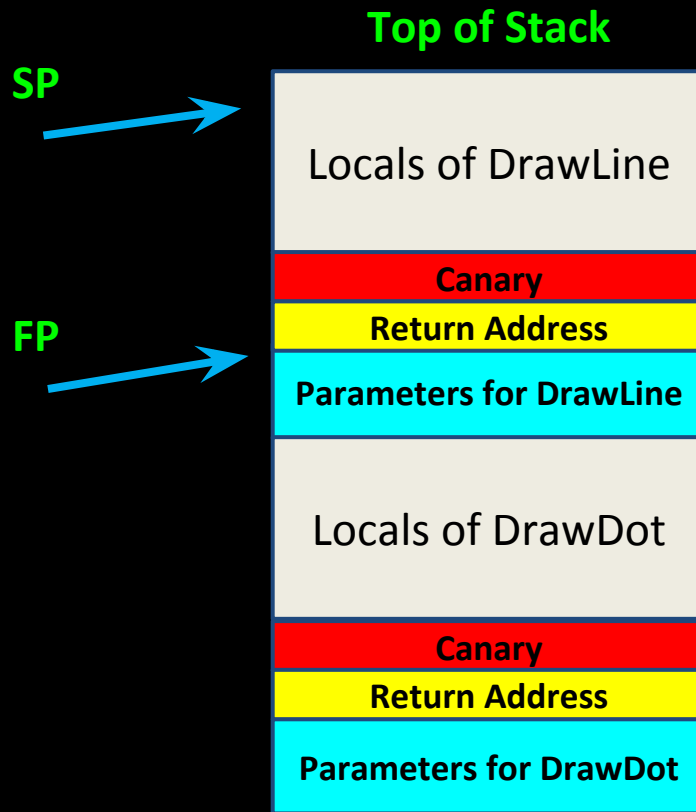 Top of Stack
SP
Locals of DrawLine
Canary
Return Address
FP
Parameters for DrawLine
Locals of DrawDot
Canary
Return Address
Parameters for DrawDot